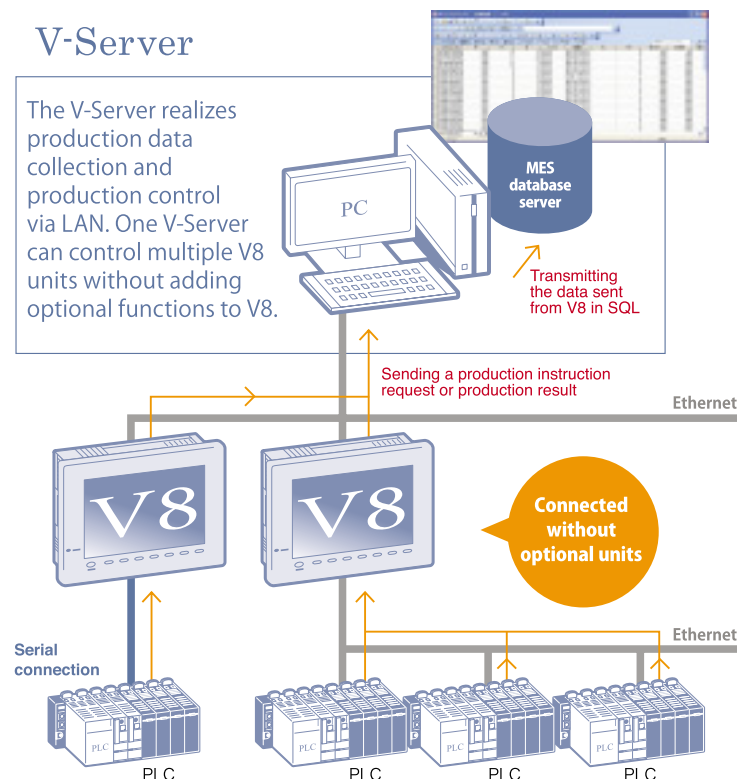 V-Server
The V-Server realizes
production data
collection and
production control
via LAN. One V-Server
can control multiple V8
units without adding
optional functions to V8.
PC
MES
database
server
Transmitting
the data sent
from V8 in SQL
Sending a production instruction
request or production result
Ethernet
V8
V8
Connected
without
optional units
Ethernet
Serial
connection
PLC
PLC
PLC
PLC
PLC
PLC
PLC
PLC